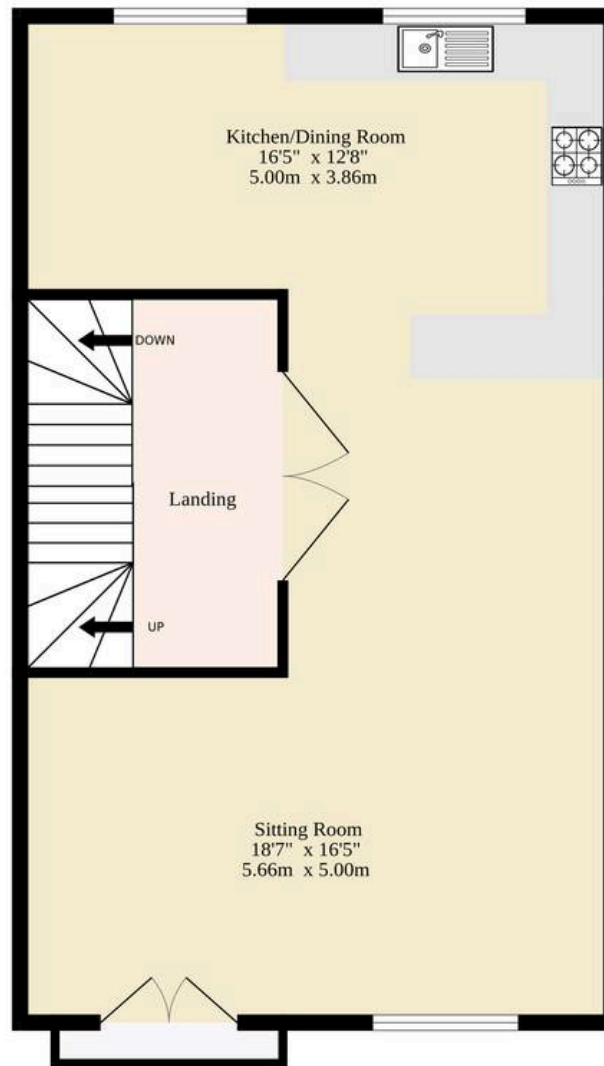 Kitchen/Dining Room
16'5" x 12'8"
5.00m x 3.86m
DOWN
Landing
UP
Sitting Room
18'7" x 16'5"
5.66m x 5.00m